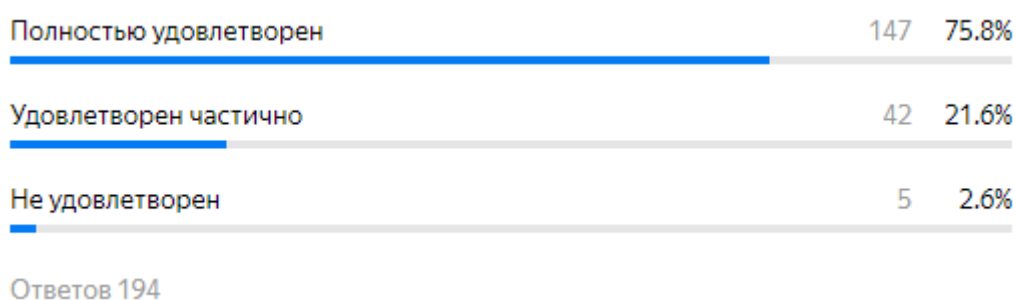 Полностью удовлетворен 147 75.8%
Удовлетворен частично 42 21.6%
Не удовлетворен 5 2.6%
Ответов 194